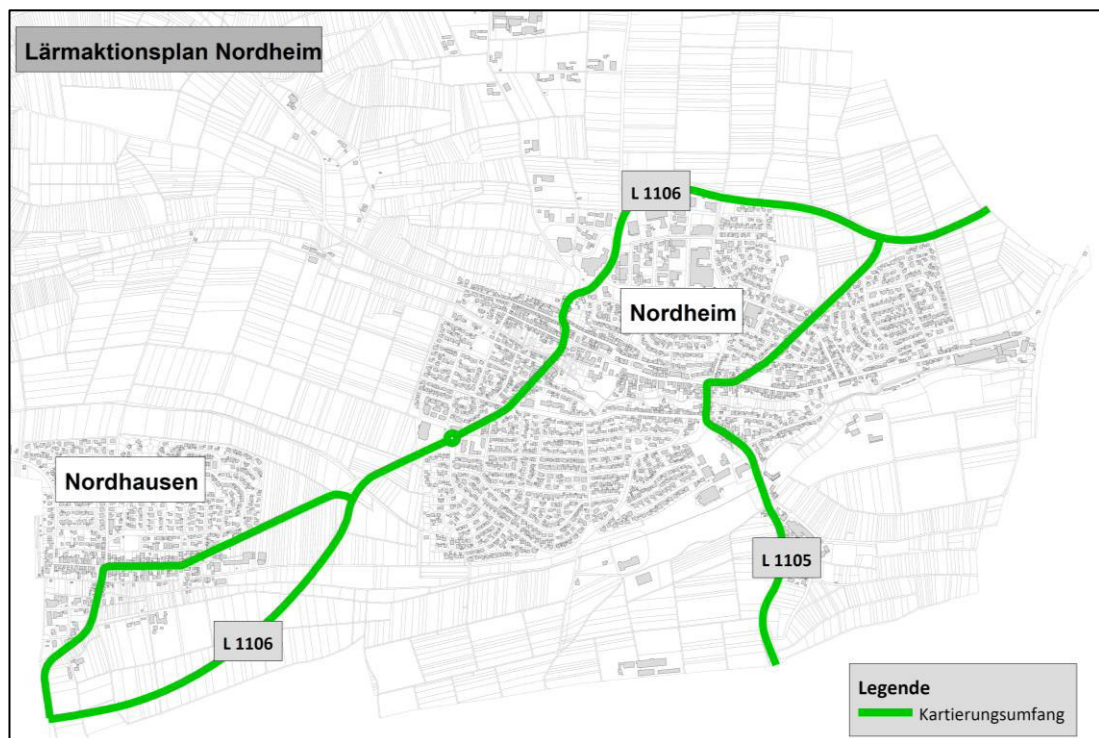 Lärmaktionsplan Nordheim
L 1106
Nordheim
Nordhausen
L 1105
L 1106
Legende
Kartierungsumfang